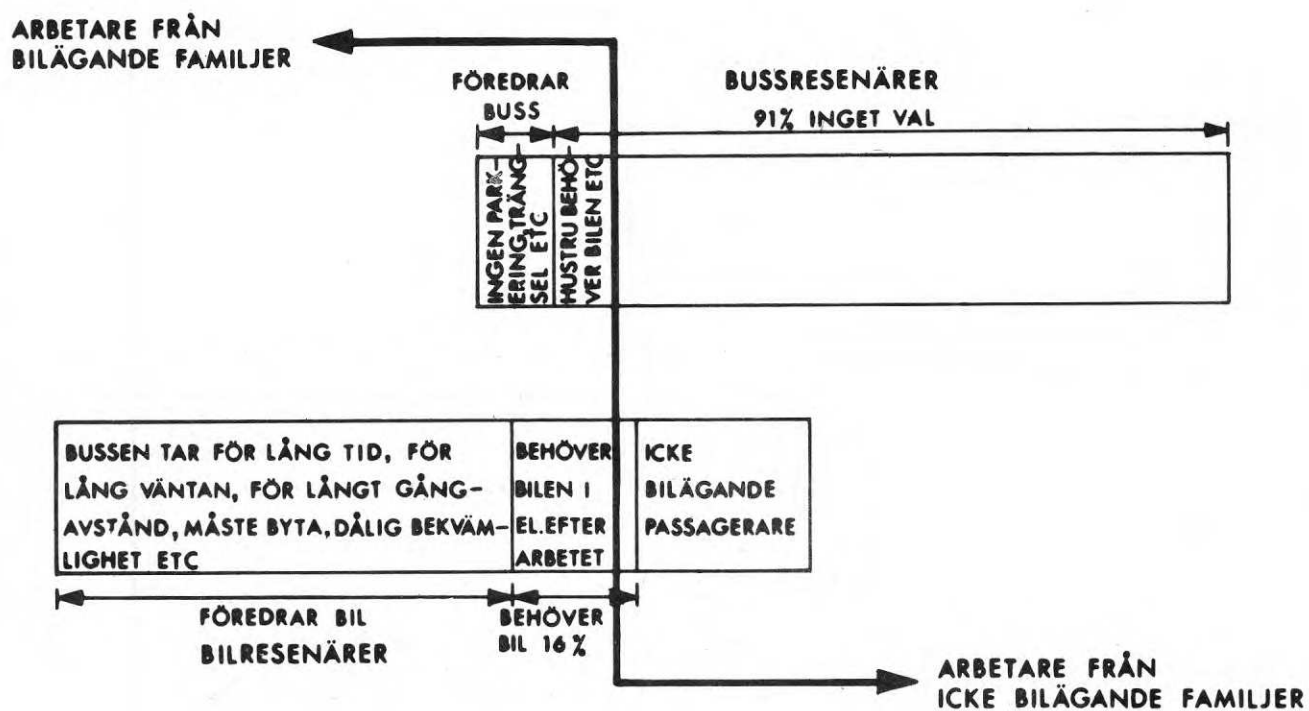 ARBETARE FRÅN
BILÄGANDE FAMILJER
FÖREDRAR
BUSS
BUSSRESENÄRER
91% INGET VAL
INGEN PARK-
ERING,TRÄNG-
SEL ETC
HUSTRU BEHÖ-
VER BILEN ETC
BUSSEN TAR FÖR LÅNG TID, FÖR
LÅNG VÄNTAN, FÖR LÅNGT GÅNG-
AVSTÅND, MÅSTE BYTA, DÅLIG BEKVÄM-
LIGHET ETC
BEHÖVER
BILEN I
EL.EFTER
ARBETET
ICKE
BILÄGANDE
PASSAGERARE
FÖREDRAR BIL
BILRESENÄRER
BEHÖVER
BIL 16%
ARBETARE FRÅN
ICKE BILÄGANDE FAMILJER